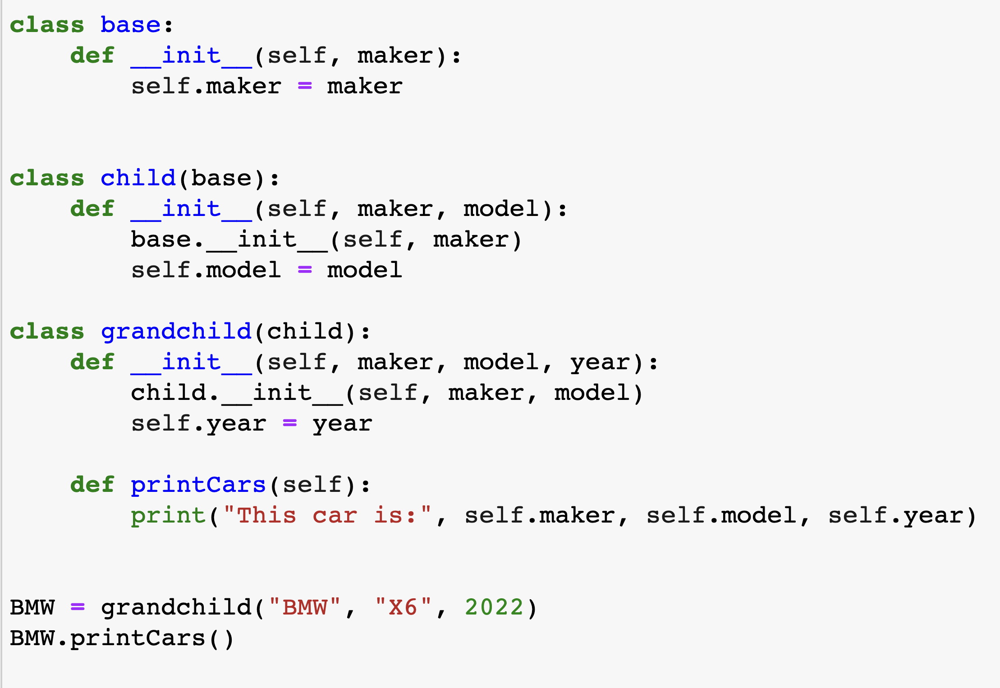 class base:
    def __init__(self, maker):
        self.maker = maker
class child(base):
    def __init__(self, maker, model):
        base.__init__(self, maker)
        self.model = model
class grandchild(child):
    def __init__(self, maker, model, year):
        child.__init__(self, maker, model)
        self.year = year
    def printCars(self):
        print("This car is:", self.maker, self.model, self.year)
BMW = grandchild("BMW", "X6", 2022)
BMW.printCars()